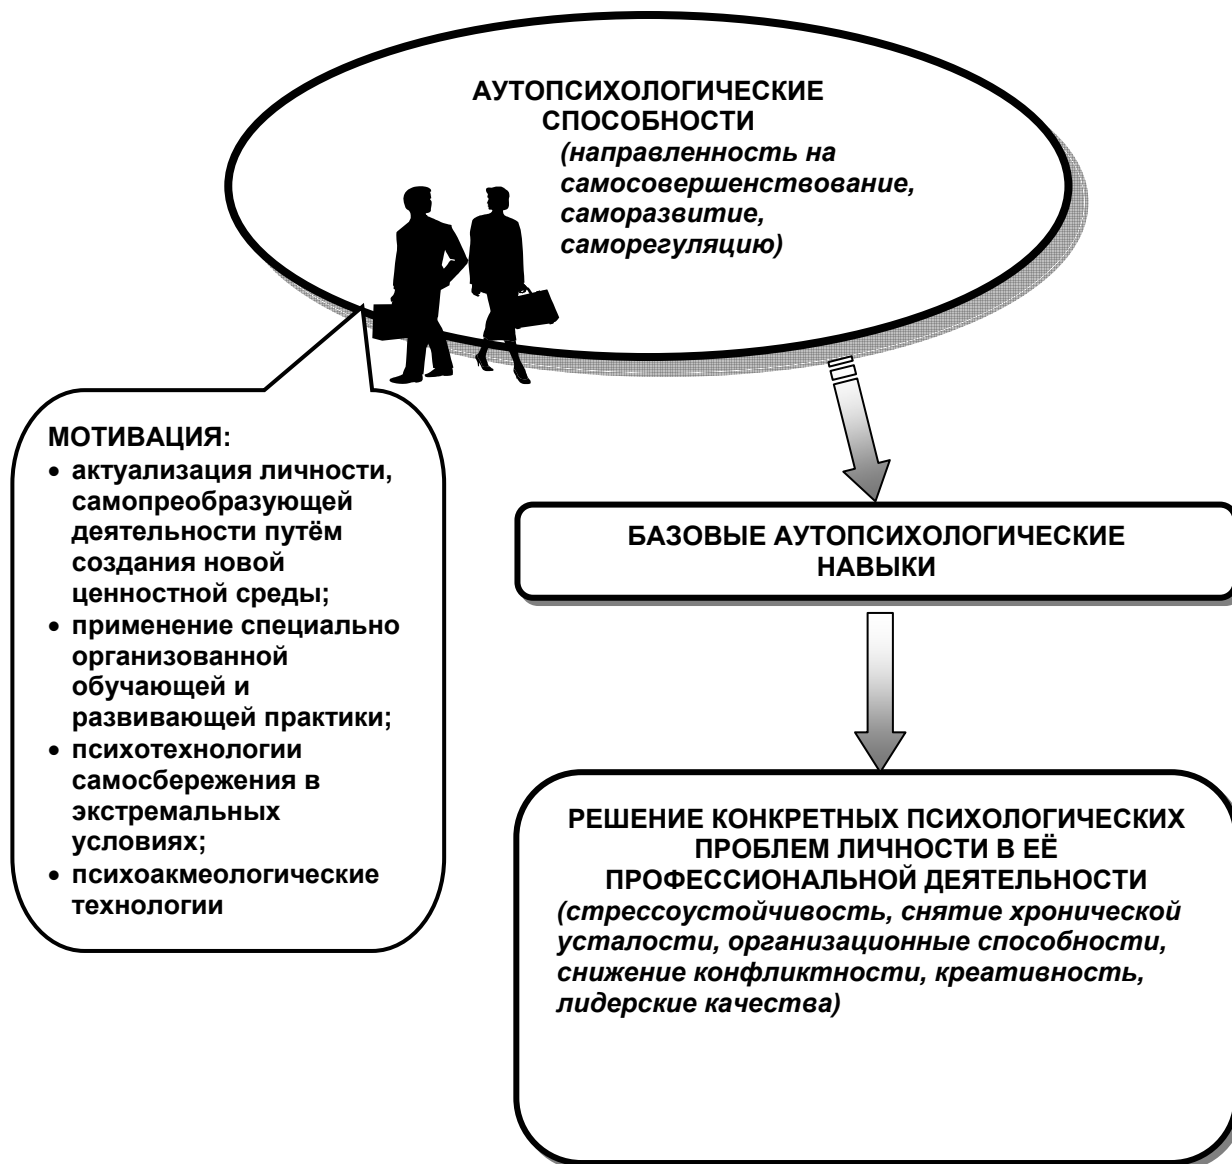 АУТОПСИХОЛОГИЧЕСКИЕ
СПОСОБНОСТИ
(направленность на
самосовершенствование,
саморазвитие,
саморегуляцию)
МОТИВАЦИЯ:
• актуализация личности,
самопреобразующей
деятельности путём
создания новой
ценностной среды;
• применение специально
организованной
обучающей и
развивающей практики;
• психотехнологии
самосбережения в
экстремальных
условиях;
• психоакмеологические
технологии
БАЗОВЫЕ АУТОПСИХОЛОГИЧЕСКИЕ
НАВЫКИ
РЕШЕНИЕ КОНКРЕТНЫХ ПСИХОЛОГИЧЕСКИХ
ПРОБЛЕМ ЛИЧНОСТИ В ЕЁ
ПРОФЕССИОНАЛЬНОЙ ДЕЯТЕЛЬНОСТИ
(стрессоустойчивость, снятие хронической
усталости, организационные способности,
снижение конфликтности, креативность,
лидерские качества)